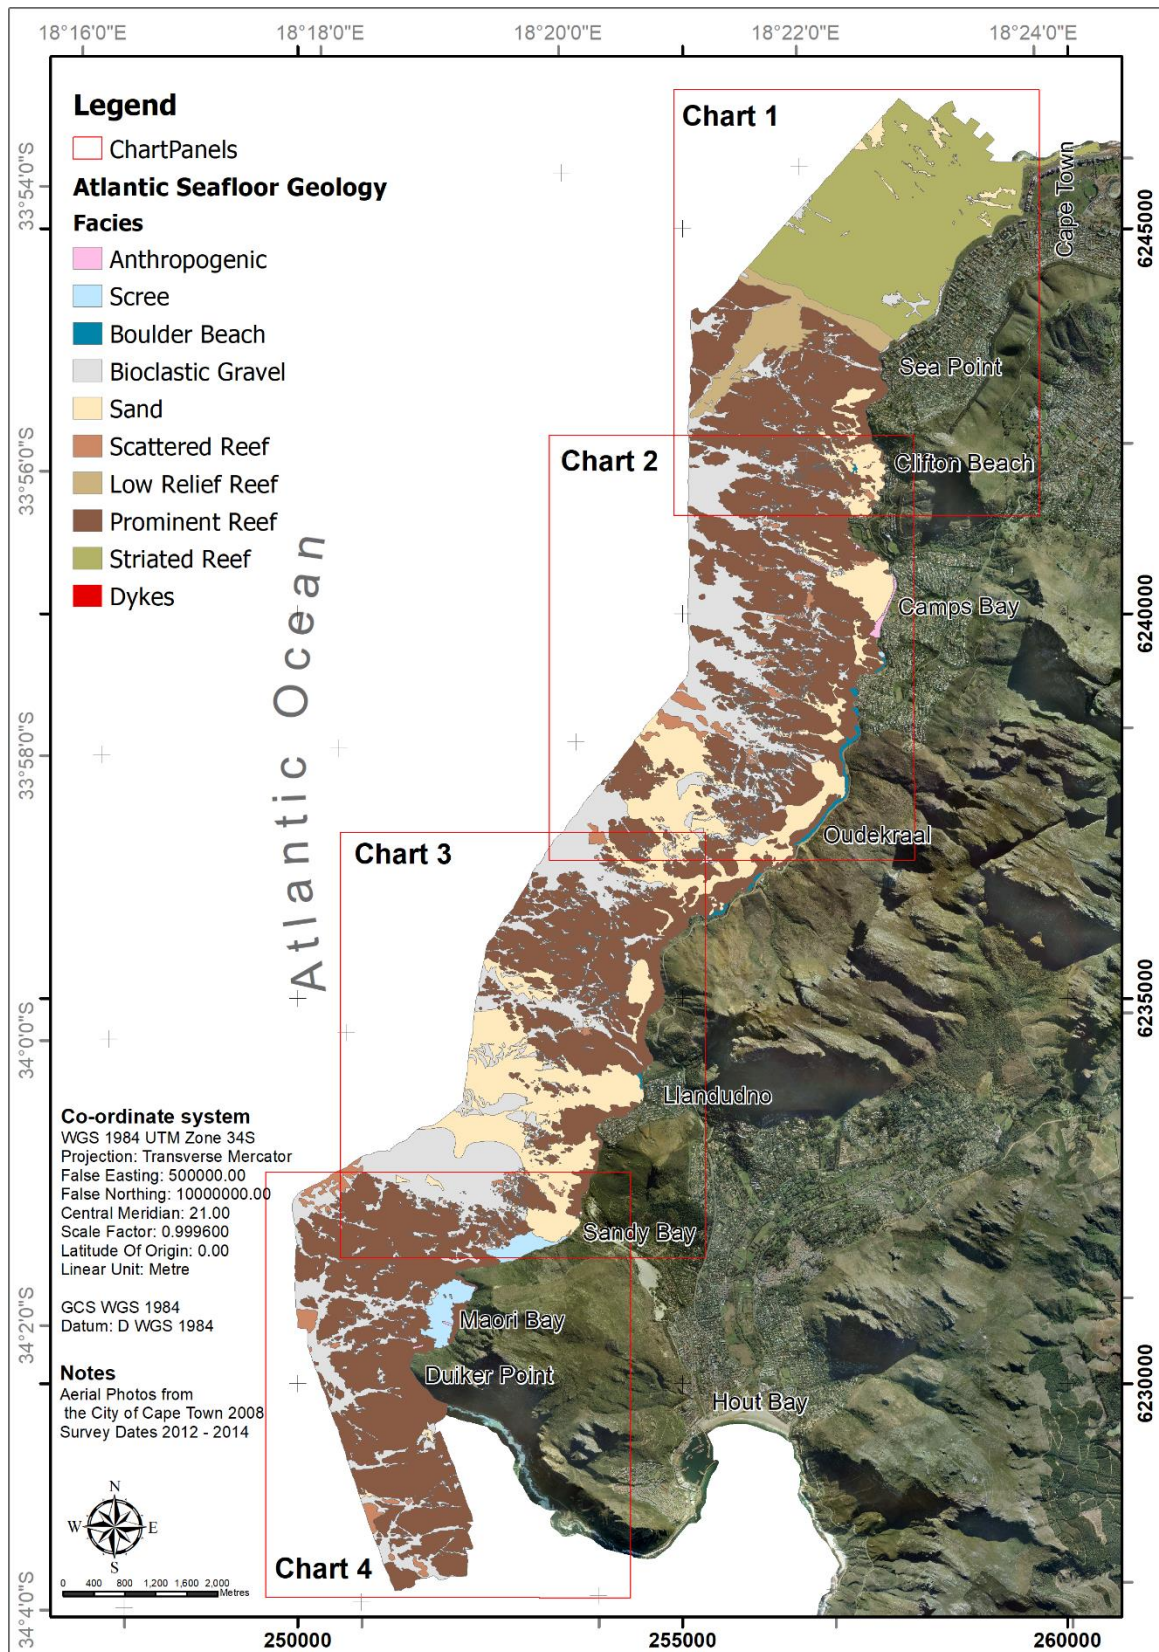 18°16'0"E
18°18'0"E
18°20'0"E
18°22'0"E
18°24'0"E
Legend
ChartPanels
Atlantic Seafloor Geology
Facies
Anthropogenic
Scree
Boulder Beach
Bioclastic Gravel
Sand
Scattered Reef
Low Relief Reef
Prominent Reef
Striated Reef
Dykes
Chart 1
Cape Town
Sea Point
Chart 2
Clifton Beach
Camps Bay
Oudekraal
Atlantic Ocean
Chart 3
Llandudno
Sandy Bay
Maori Bay
Duiker Point
Hout Bay
Chart 4
33°54'0"S
33°56'0"S
33°58'0"S
34°0'0"S
34°2'0"S
34°4'0"S
6245000
6240000
6235000
6230000
Co-ordinate system
WGS 1984 UTM Zone 34S
Projection: Transverse Mercator
False Easting: 500000.00
False Northing: 10000000.00
Central Meridian: 21.00
Scale Factor: 0.999600
Latitude Of Origin: 0.00
Linear Unit: Metre
GCS WGS 1984
Datum: D WGS 1984
Notes
Aerial Photos from
the City of Cape Town 2008
Survey Dates 2012 - 2014
N
W
E
S
0 400 800 1,200 1,600 2,000
Metres
250000
255000
260000